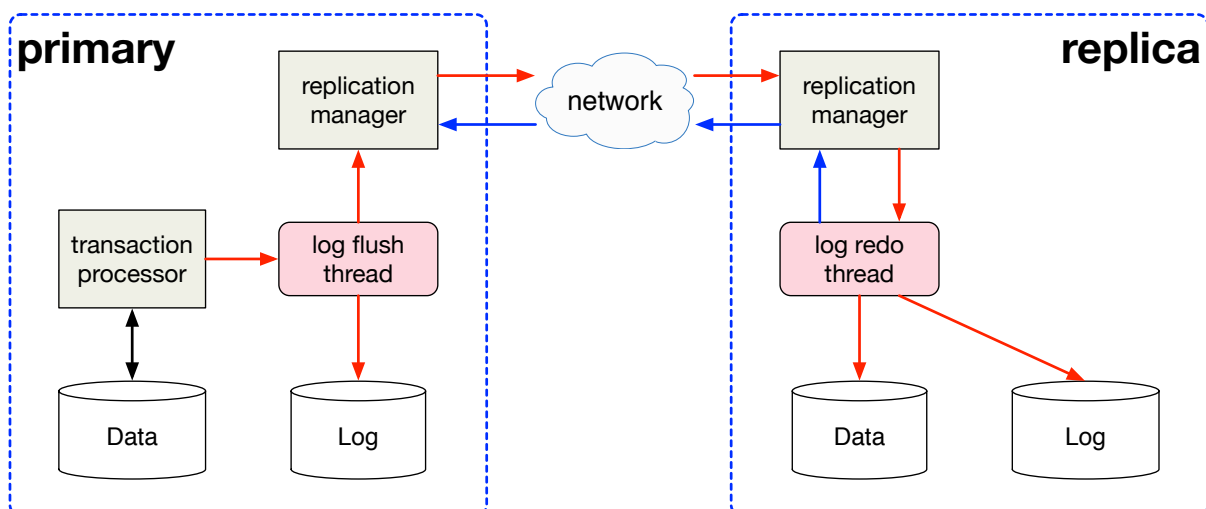 primary
replica
replication
manager
network
replication
manager
transaction
processor
log flush
thread
log redo
thread
Data
Log
Data
Log